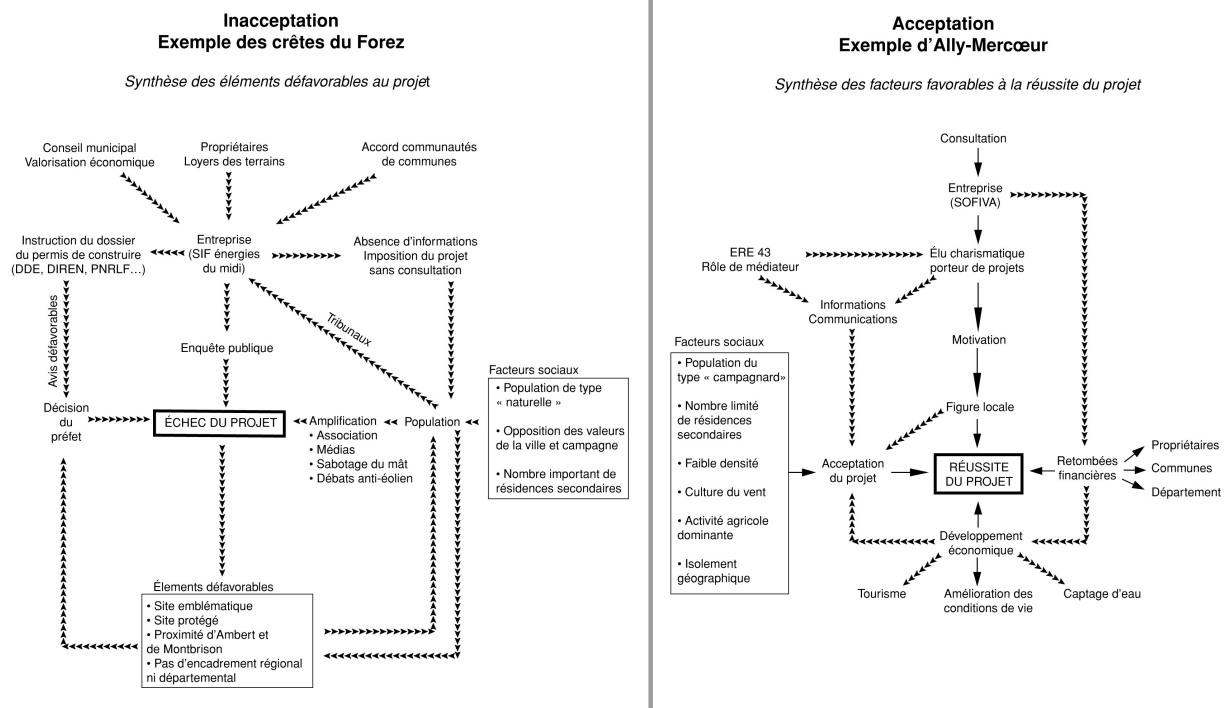 Inacceptation
Exemple des crêtes du Forez
Synthèse des éléments défavorables au projet
Conseil municipal
Valorisation économique
Propriétaires
Loyers des terrains
Accord communautés
de communes
Instruction du dossier
du permis de construire
(DDE, DIREN, PNRLF…)
Entreprise
(SIF énergies
du midi)
Absence d’informations
Imposition du projet
sans consultation
Avis défavorables
Tribunaux
Enquête publique
Facteurs sociaux
• Population de type
« naturelle »
• Opposition des valeurs
de la ville et campagne
• Nombre important de
résidences secondaires
Décision
du
préfet
ÉCHEC DU PROJET
Amplification
• Association
• Médias
• Sabotage du mât
• Débats anti-éolien
Population
Élements défavorables
• Site emblématique
• Site protégé
• Proximité d’Ambert et
de Montbrison
• Pas d’encadrement régional
ni départemental
Acceptation
Exemple d’Ally-Mercœur
Synthèse des facteurs favorables à la réussite du projet
Consultation
Entreprise
(SOFIVA)
ERE 43
Rôle de médiateur
Élu charismatique
porteur de projets
Informations
Communications
Motivation
Facteurs sociaux
• Population du
type « campagnard»
• Nombre limité
de résidences
secondaires
• Faible densité
• Culture du vent
• Activité agricole
dominante
• Isolement
géographique
Figure locale
Acceptation
du projet
RÉUSSITE
DU PROJET
Retombées
financières
Propriétaires
Communes
Département
Développement
économique
Tourisme
Amélioration des
conditions de vie
Captage d’eau